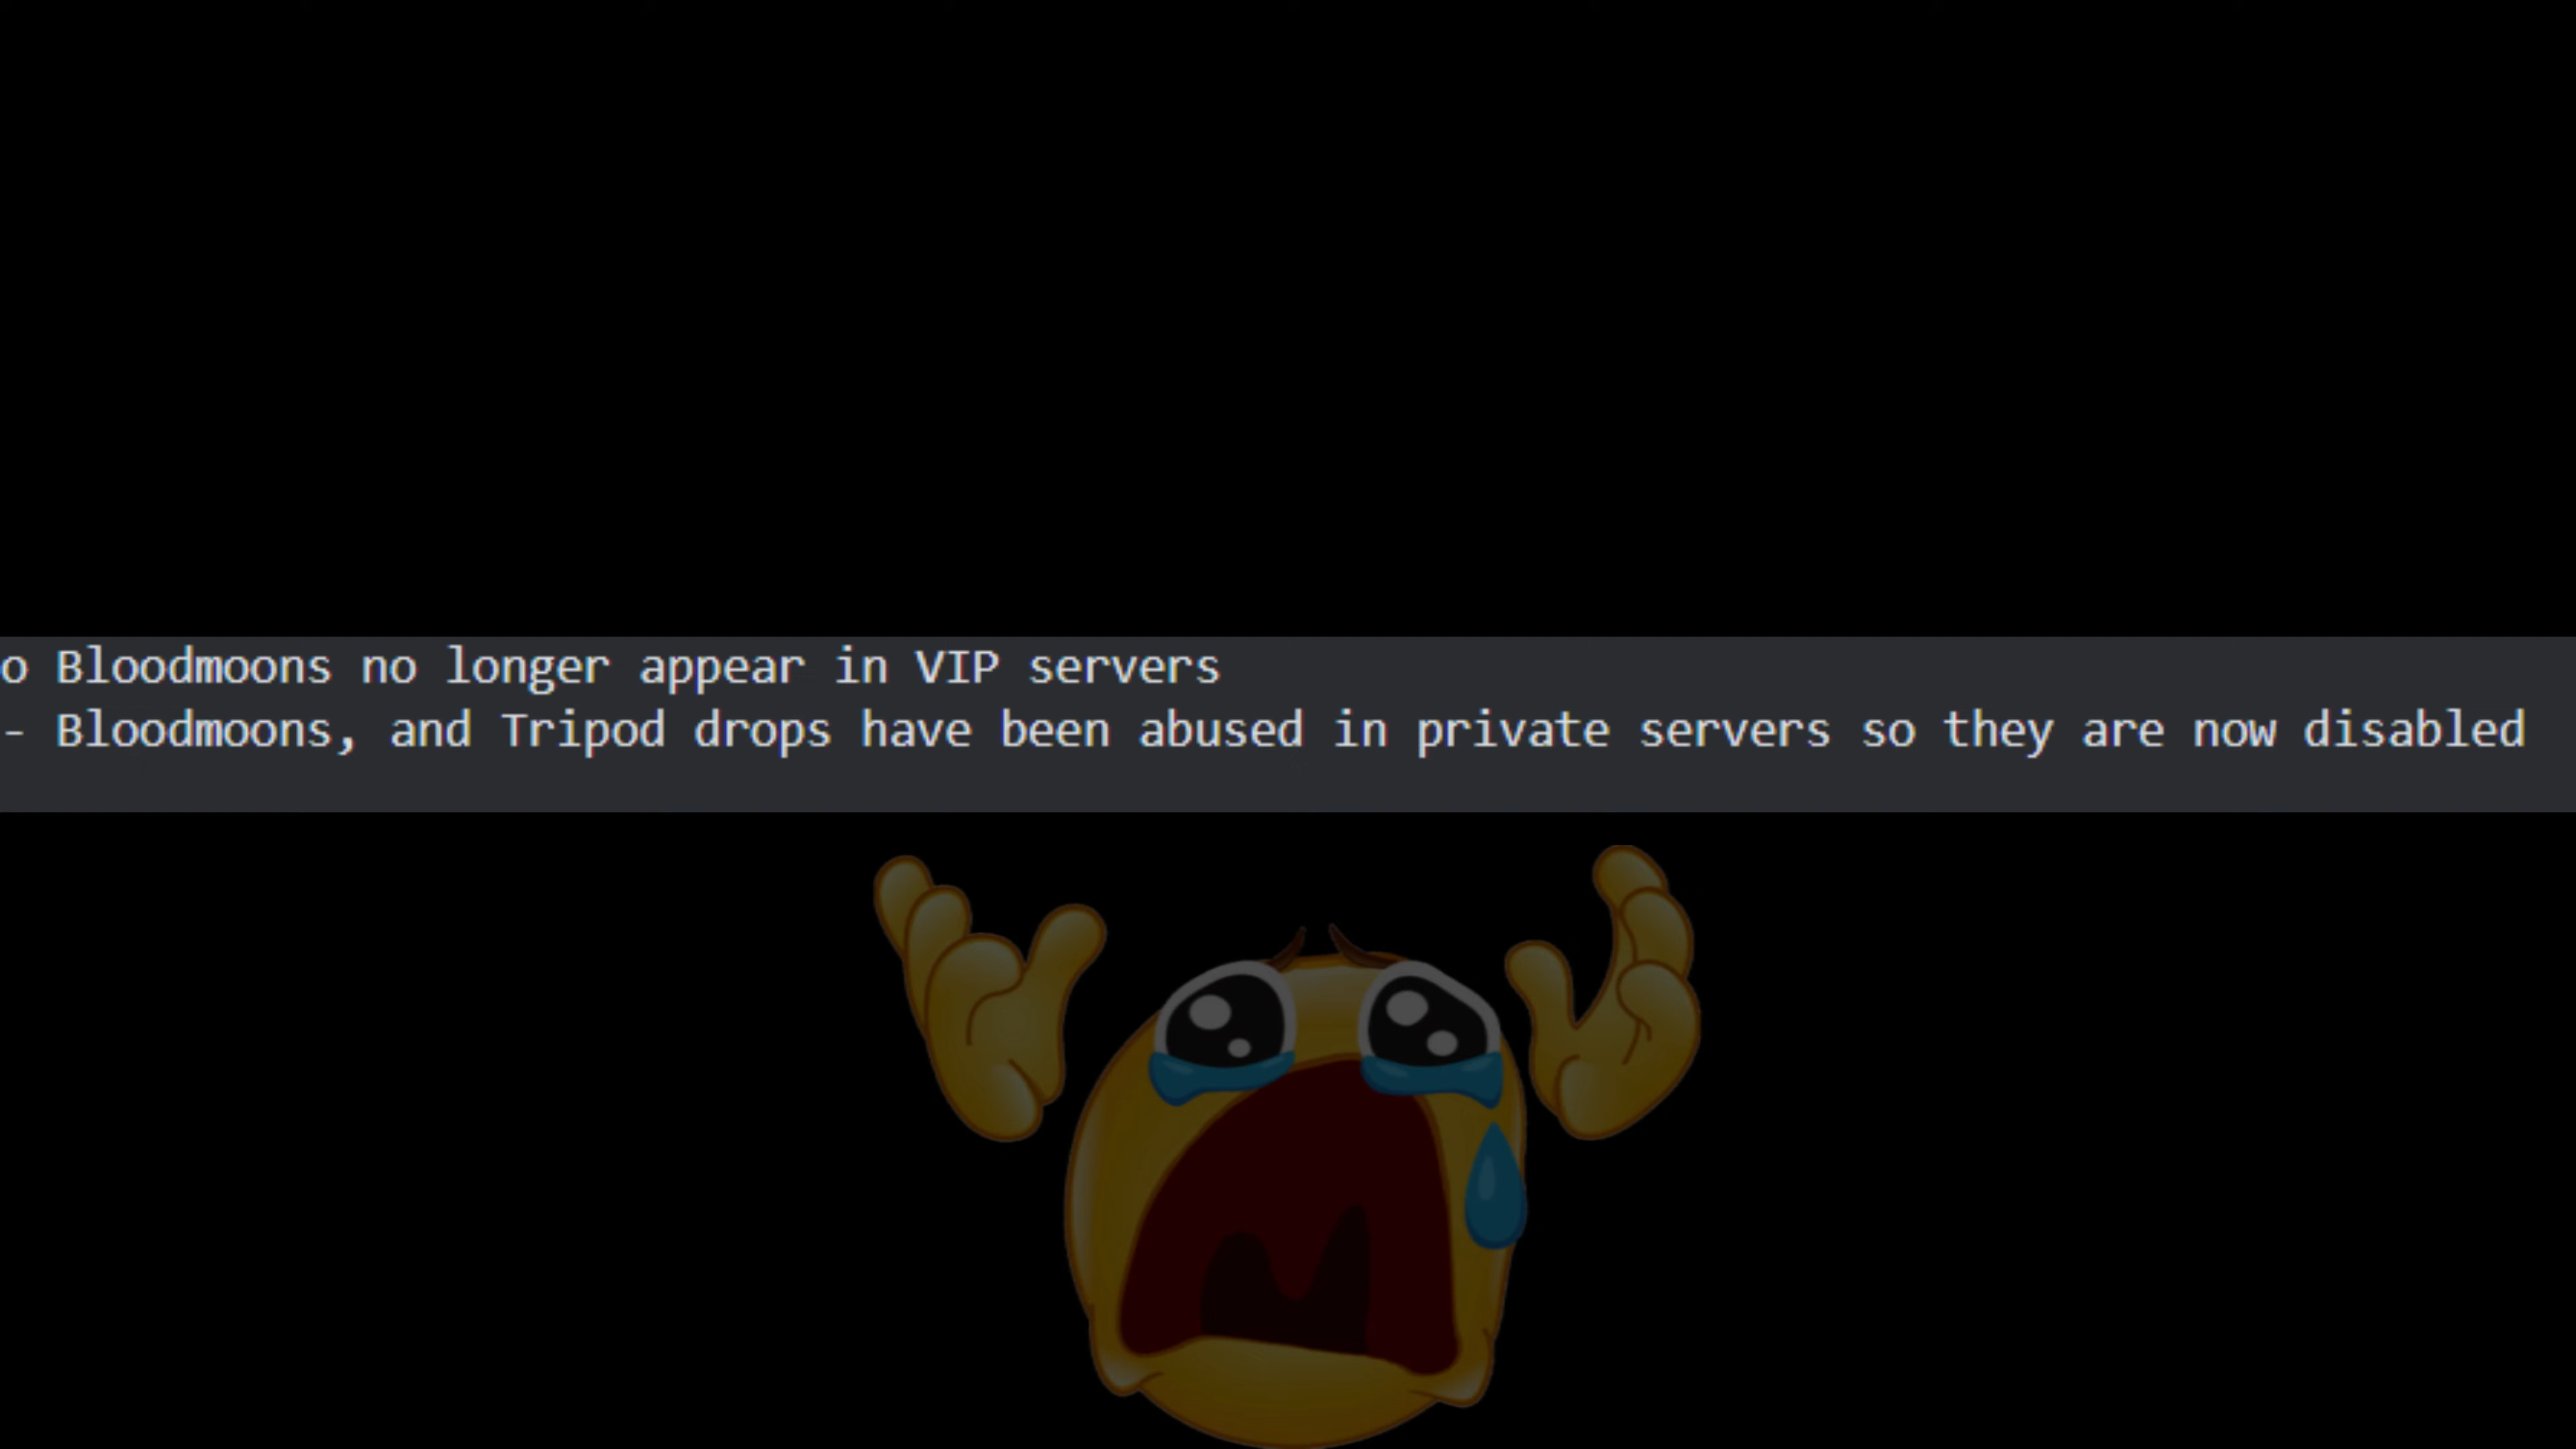 o Bloodmoons no longer appear in VIP servers
- Bloodmoons, and Tripod drops have been abused in private servers so they are now disabled